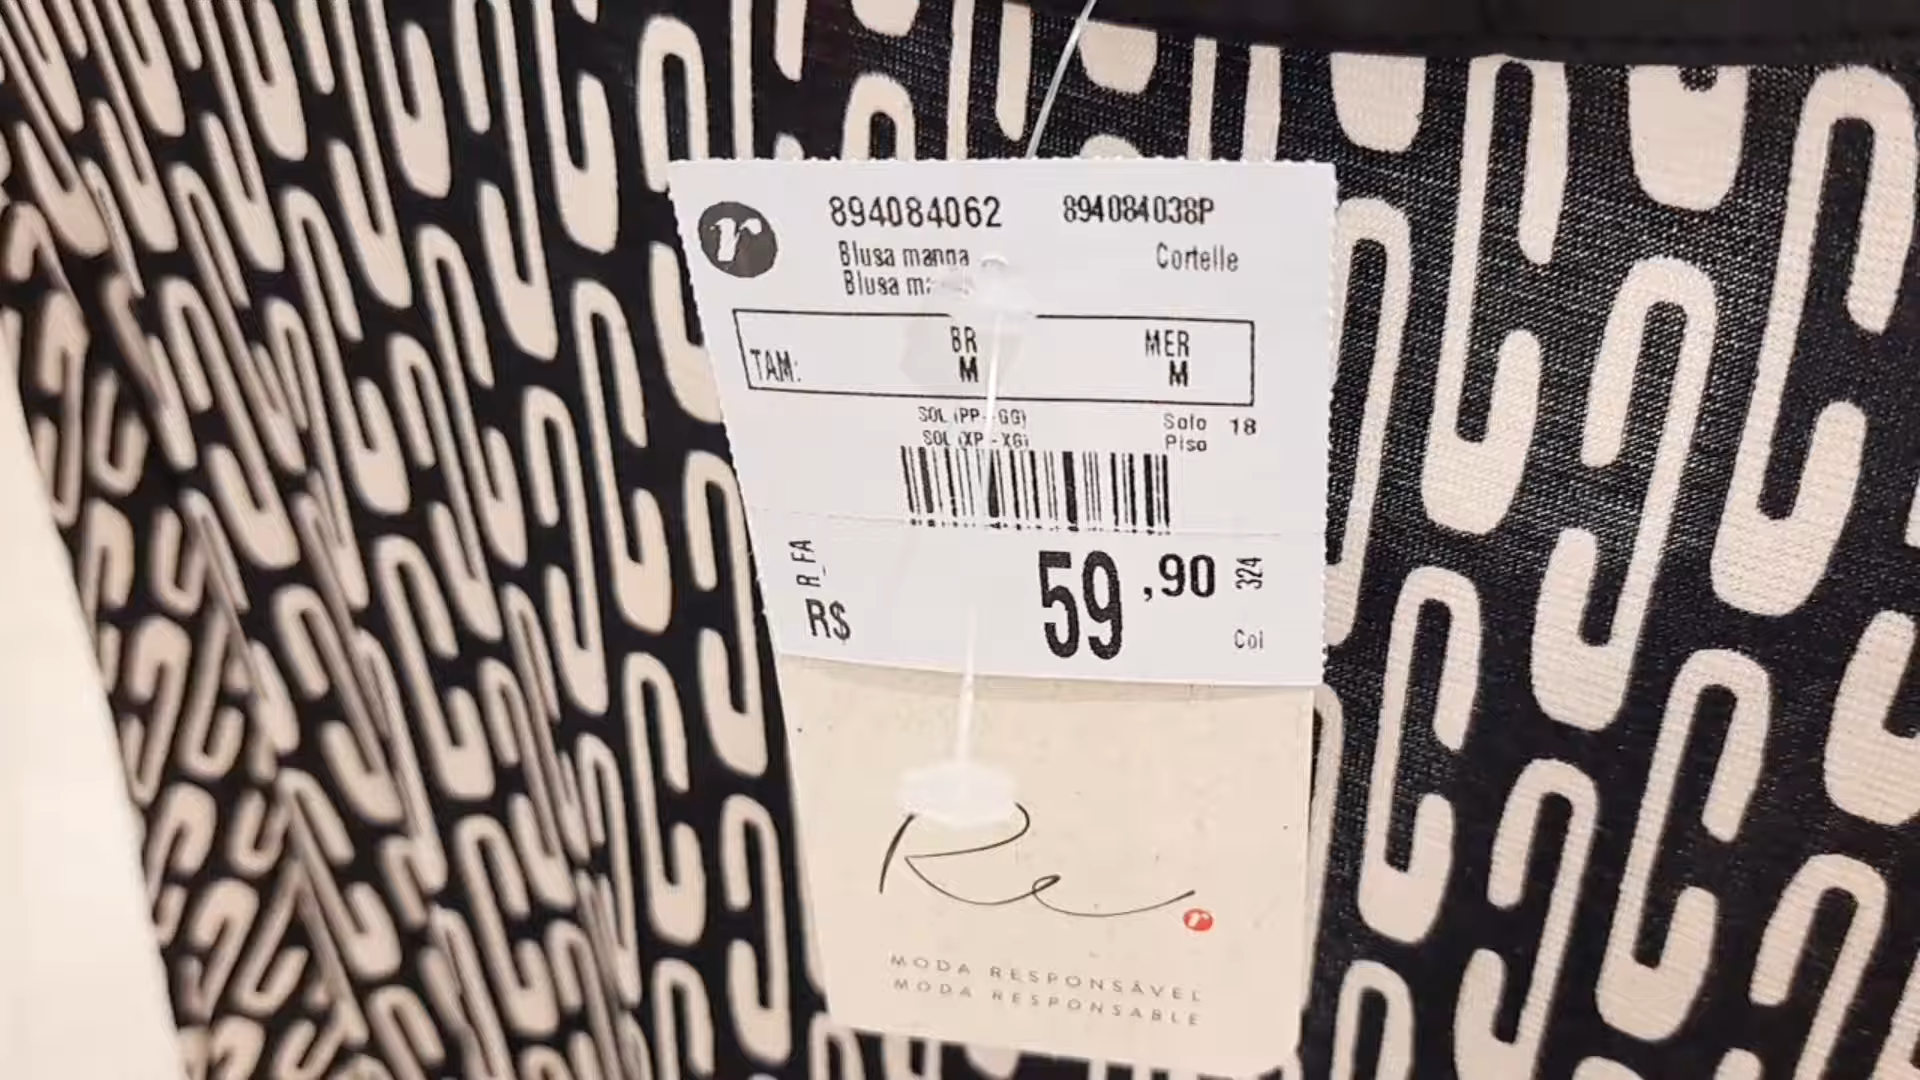 r 894084062 894084038P
Blusa manna Cortelle
Blusa
BR MER
TAM: M M
SOL (PP - GG) Solo 18
SOL (XP - XG) Piso
R_FA
R$ 59,90 324
Col
Re r
MODA RESPONSÁVEL
MODA RESPONSABLE